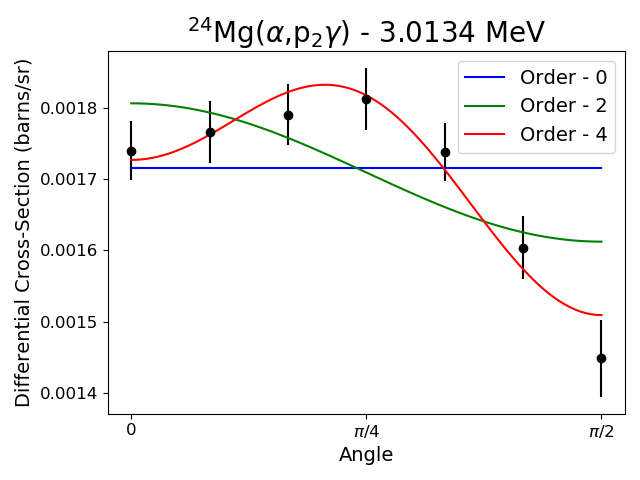 ²⁴Mg(α,p₂γ) - 3.0134 MeV
Order - 0
Order - 2
Order - 4
Differential Cross-Section (barns/sr)
0.0018
0.0017
0.0016
0.0015
0.0014
0
π/4
π/2
Angle